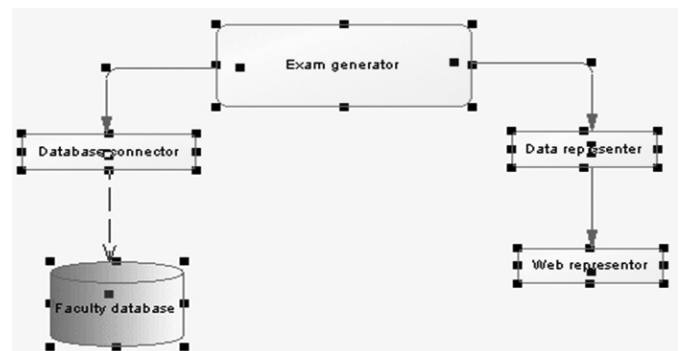 Exam generator
Database connector
Data representer
Web representor
Faculty database